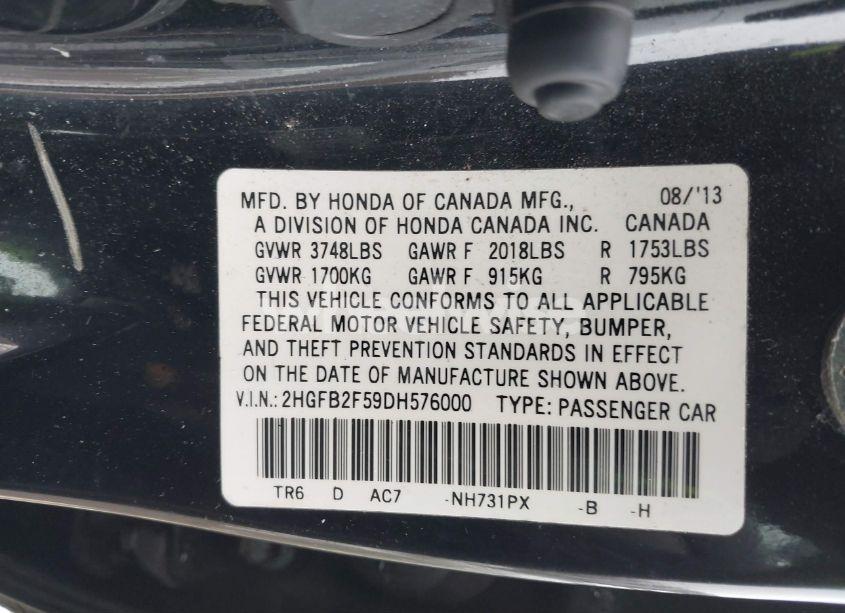 MFD. BY HONDA OF CANADA MFG., 08/'13
A DIVISION OF HONDA CANADA INC. CANADA
GVWR 3748LBS GAWR F 2018LBS R 1753LBS
GVWR 1700KG GAWR F 915KG R 795KG
THIS VEHICLE CONFORMS TO ALL APPLICABLE
FEDERAL MOTOR VEHICLE SAFETY, BUMPER,
AND THEFT PREVENTION STANDARDS IN EFFECT
ON THE DATE OF MANUFACTURE SHOWN ABOVE.
V.I.N.: 2HGFB2F59DH576000 TYPE: PASSENGER CAR
TR6 D AC7 -NH731PX -B -H